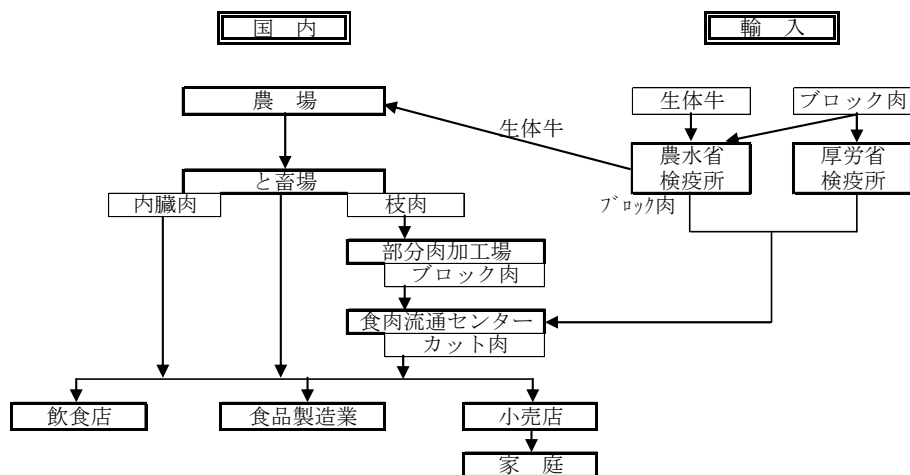 国　内
輸　入
農　場
生体牛
ブロック肉
生体牛
農水省
検疫所
厚労省
検疫所
と畜場
内臓肉
枝肉
ブロック肉
部分肉加工場
ブロック肉
食肉流通センター
カット肉
飲食店
食品製造業
小売店
家　庭